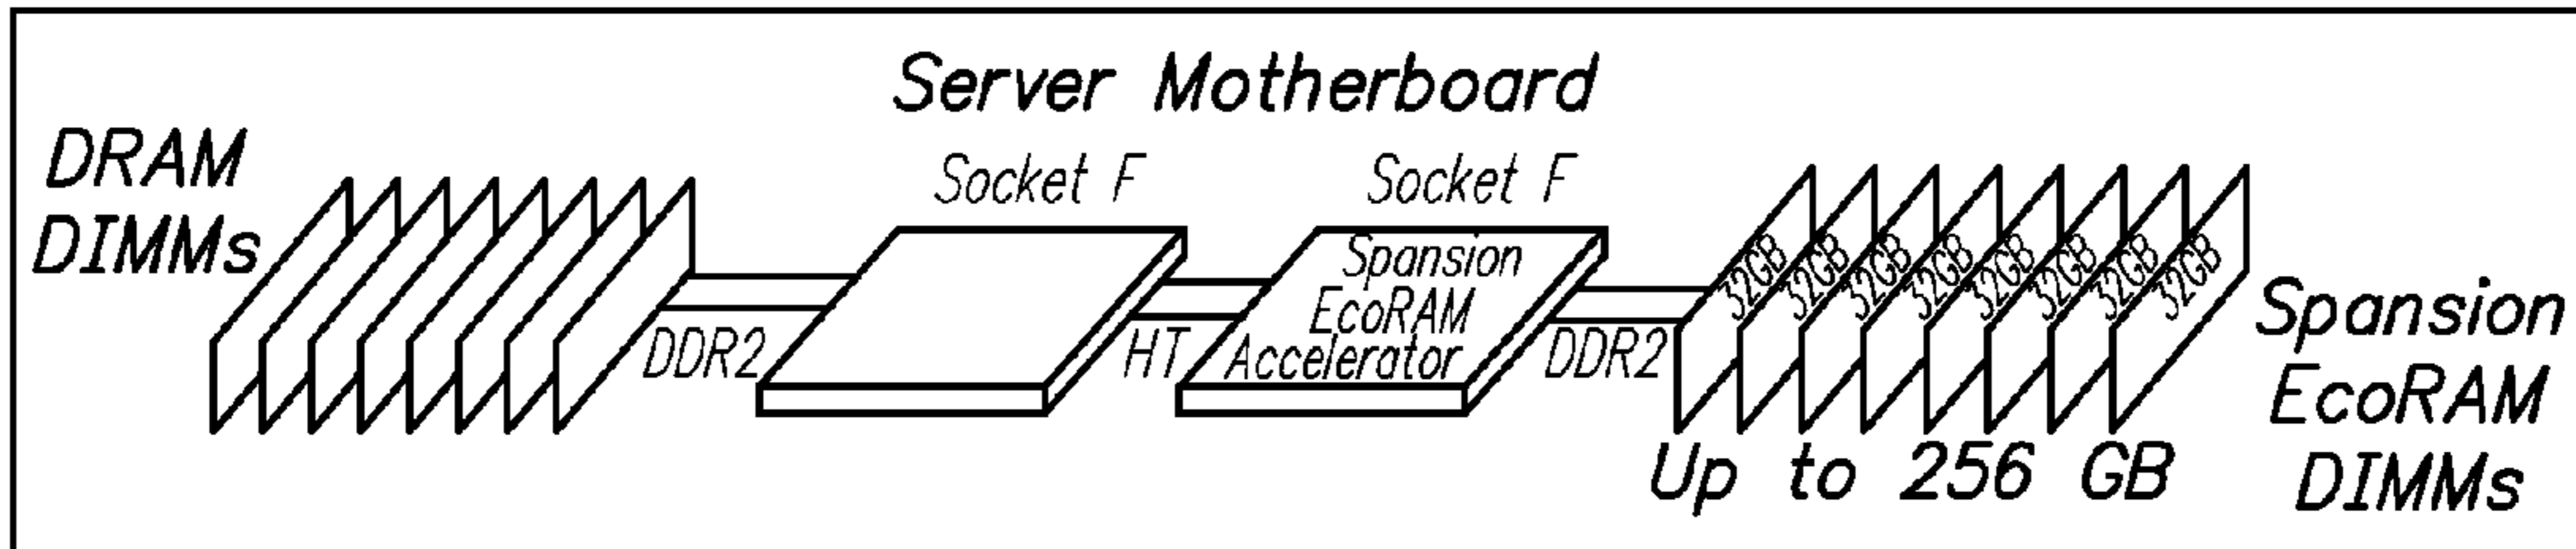 Server Motherboard
DRAM
DIMMs
Socket F
Socket F
DDR2
HT
Spansion
EcoRAM
Accelerator
DDR2
32GB
32GB
32GB
32GB
32GB
32GB
32GB
32GB
Up to 256 GB
Spansion
EcoRAM
DIMMs